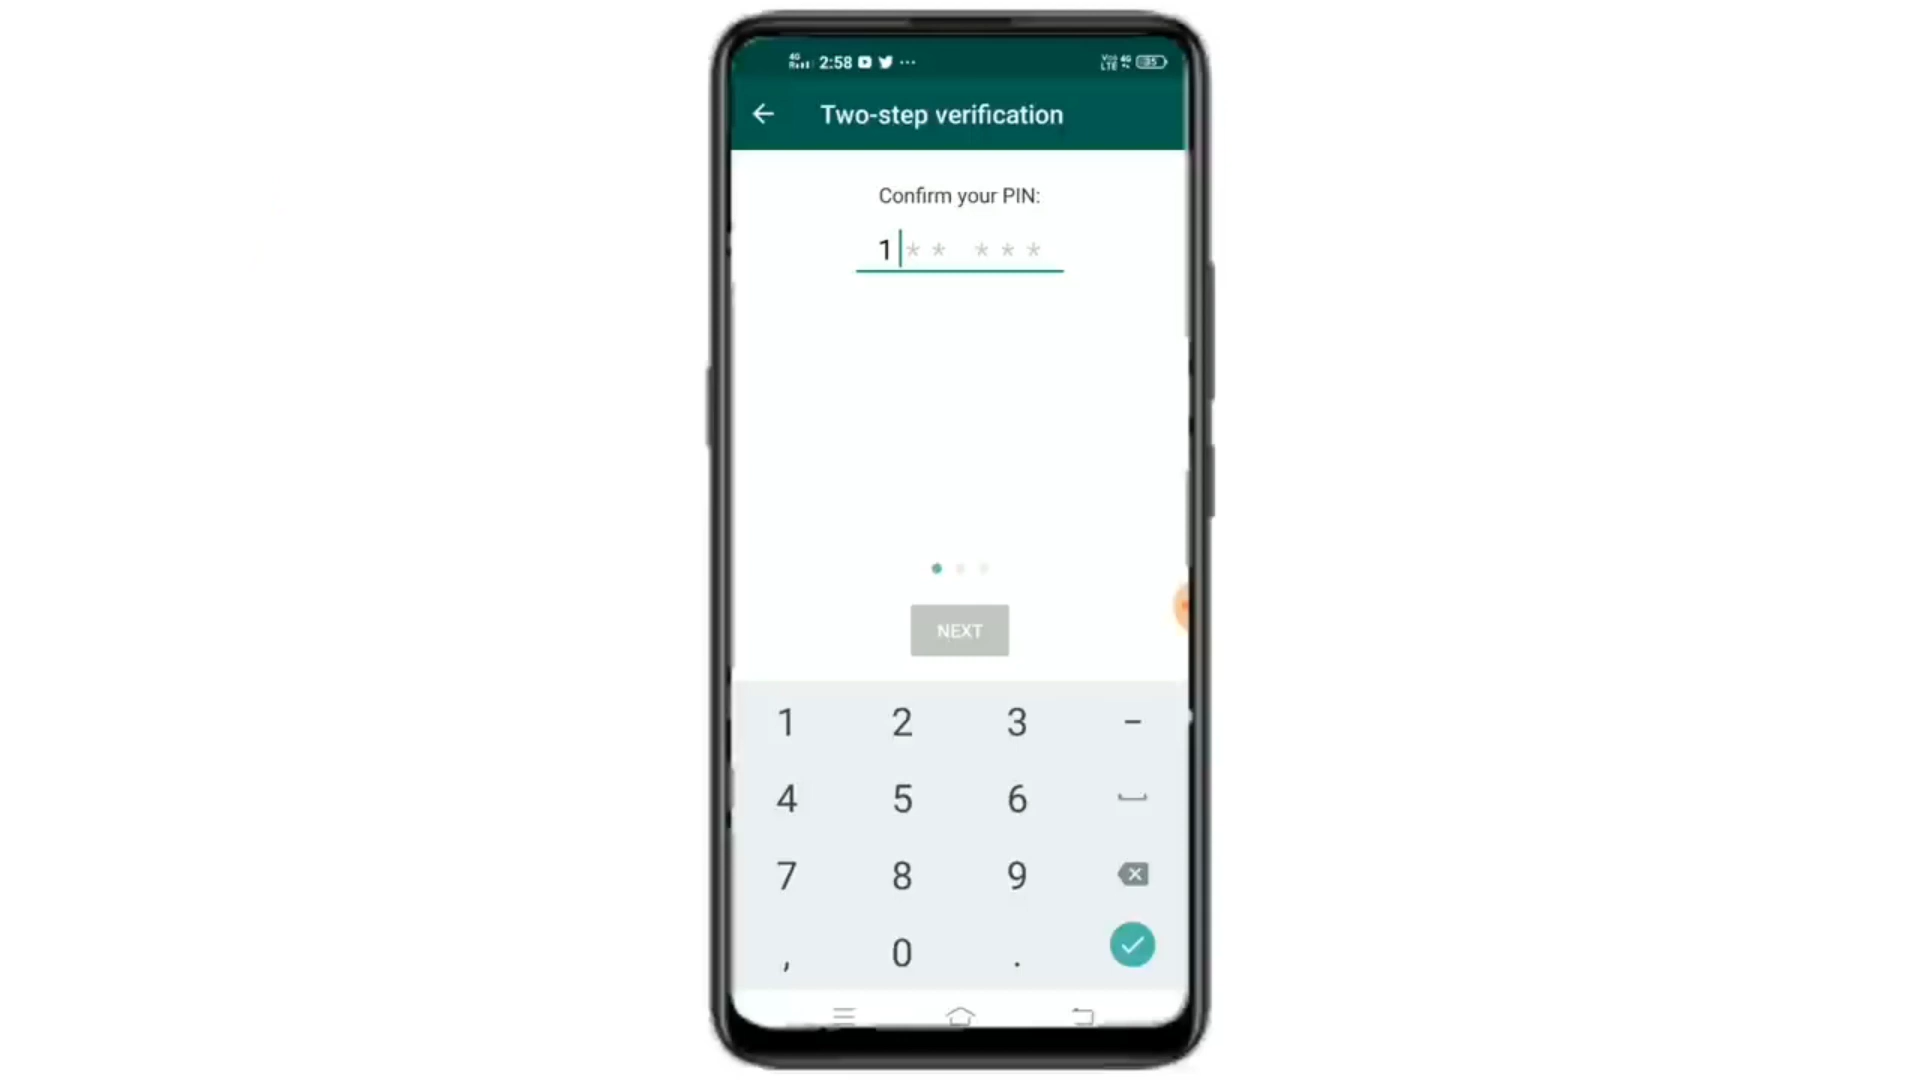 2:58 ...
Two-step verification
Confirm your PIN:
1** ***
NEXT
1 2 3 -
4 5 6
7 8 9
, 0 .